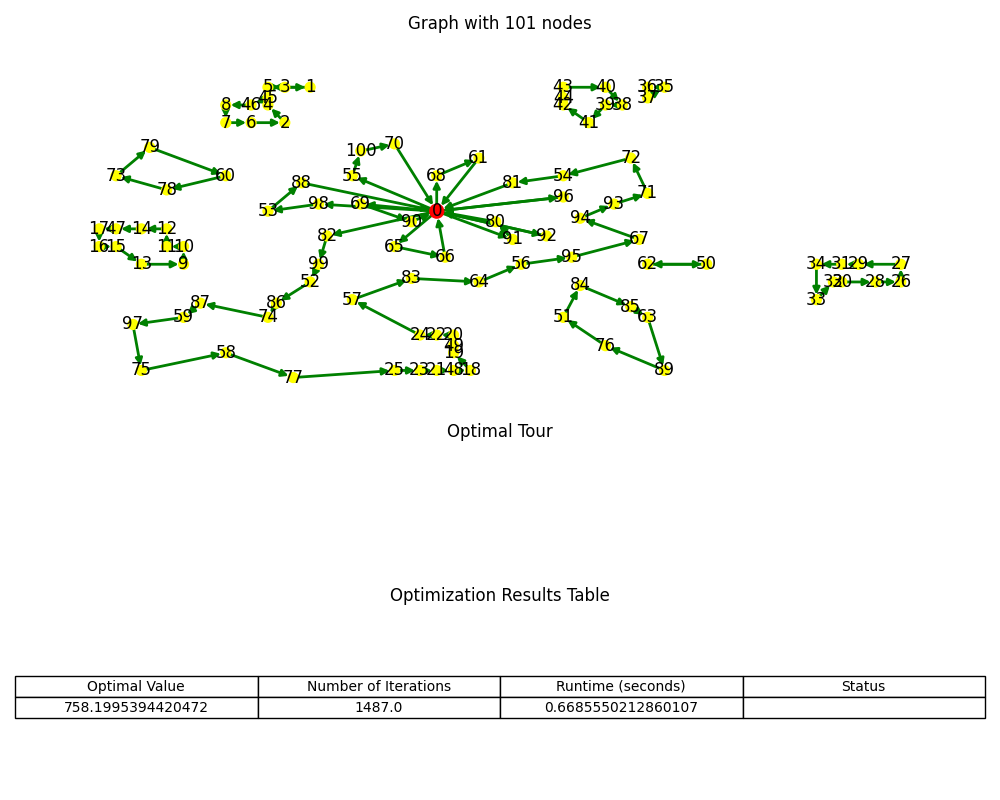 Graph with 101 nodes
5 3 1 43 40 36 35
8 46 45 4 44 42 39 38 37
7 6 2 41
79 100 70 61 72
73 78 60 88 55 68 81 54 71
53 98 69 0 96 93
17 47 14 12 82 90 80 91 92 94 67
16 15 11 10 65 66 95
13 9 99 83 64 56 62 50 34 31 29 27
52 57 84 30 28 26
87 86 51 85 33
97 59 74 24 22 20 63
58 49 19 76
75 77 25 23 21 48 18 89
Optimal Tour
Optimization Results Table
Optimal Value Number of Iterations Runtime (seconds) Status
758.1995394420472 1487.0 0.6685550212860107